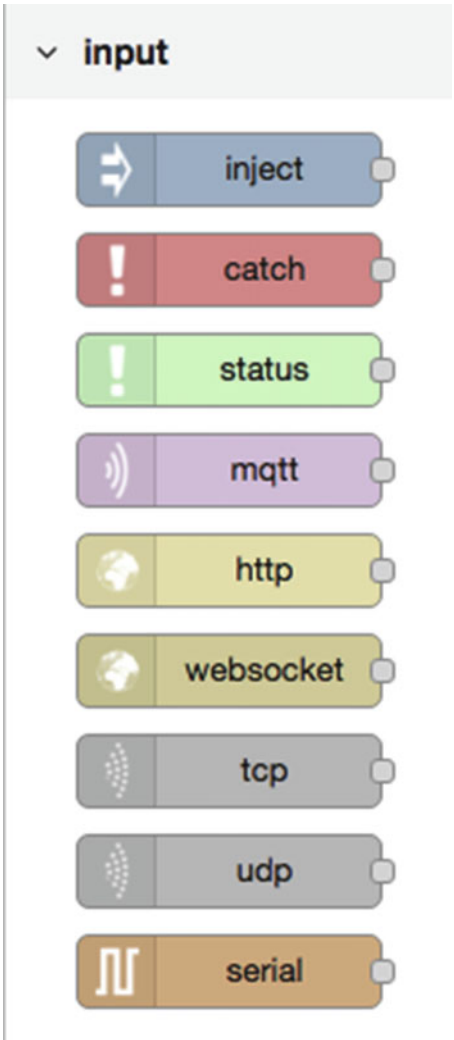 input
inject
catch
status
mqtt
http
websocket
tcp
udp
serial